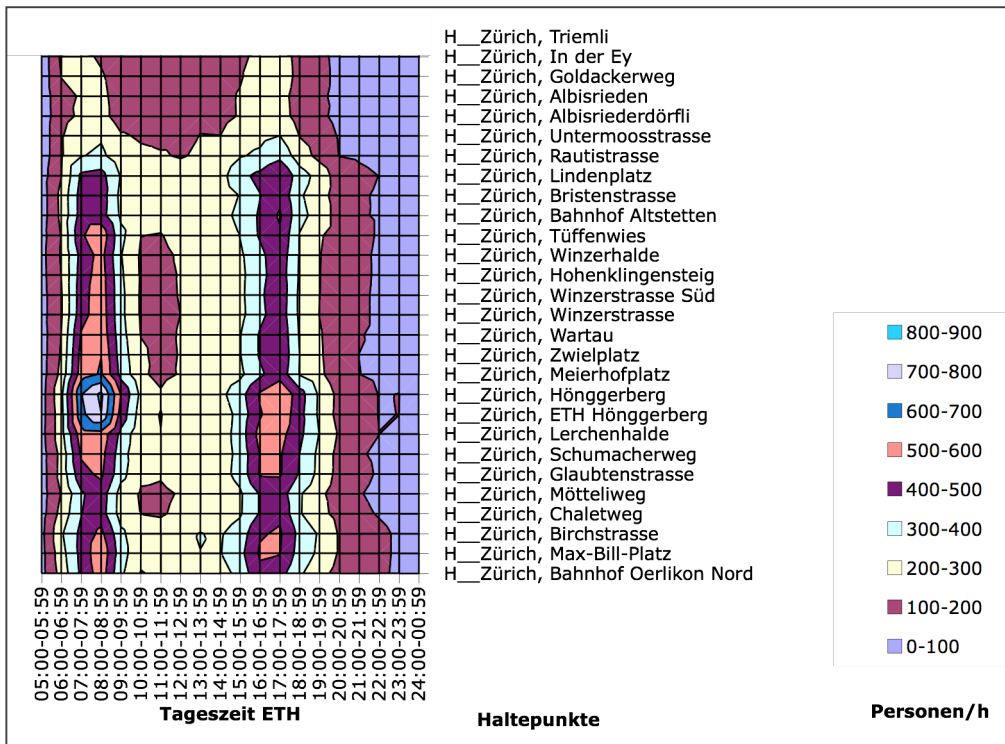 H__Zürich, Triemli
H__Zürich, In der Ey
H__Zürich, Goldackerweg
H__Zürich, Albisrieden
H__Zürich, Albisriederdörfli
H__Zürich, Untermoosstrasse
H__Zürich, Rautistrasse
H__Zürich, Lindenplatz
H__Zürich, Bristenstrasse
H__Zürich, Bahnhof Altstetten
H__Zürich, Tüffenwies
H__Zürich, Winzerhalde
H__Zürich, Hohenklingensteig
H__Zürich, Winzerstrasse Süd
H__Zürich, Winzerstrasse
H__Zürich, Wartau
H__Zürich, Zwielplatz
H__Zürich, Meierhofplatz
H__Zürich, Hönggerberg
H__Zürich, ETH Hönggerberg
H__Zürich, Lerchenhalde
H__Zürich, Schumacherweg
H__Zürich, Glaubtenstrasse
H__Zürich, Mötteliweg
H__Zürich, Chaletweg
H__Zürich, Birchstrasse
H__Zürich, Max-Bill-Platz
H__Zürich, Bahnhof Oerlikon Nord
05:00-05:59
06:00-06:59
07:00-07:59
08:00-08:59
09:00-09:59
10:00-10:59
11:00-11:59
12:00-12:59
13:00-13:59
14:00-14:59
15:00-15:59
16:00-16:59
17:00-17:59
18:00-18:59
19:00-19:59
20:00-20:59
21:00-21:59
22:00-22:59
23:00-23:59
24:00-00:59
Tageszeit ETH
Haltepunkte
800-900
700-800
600-700
500-600
400-500
300-400
200-300
100-200
0-100
Personen/h